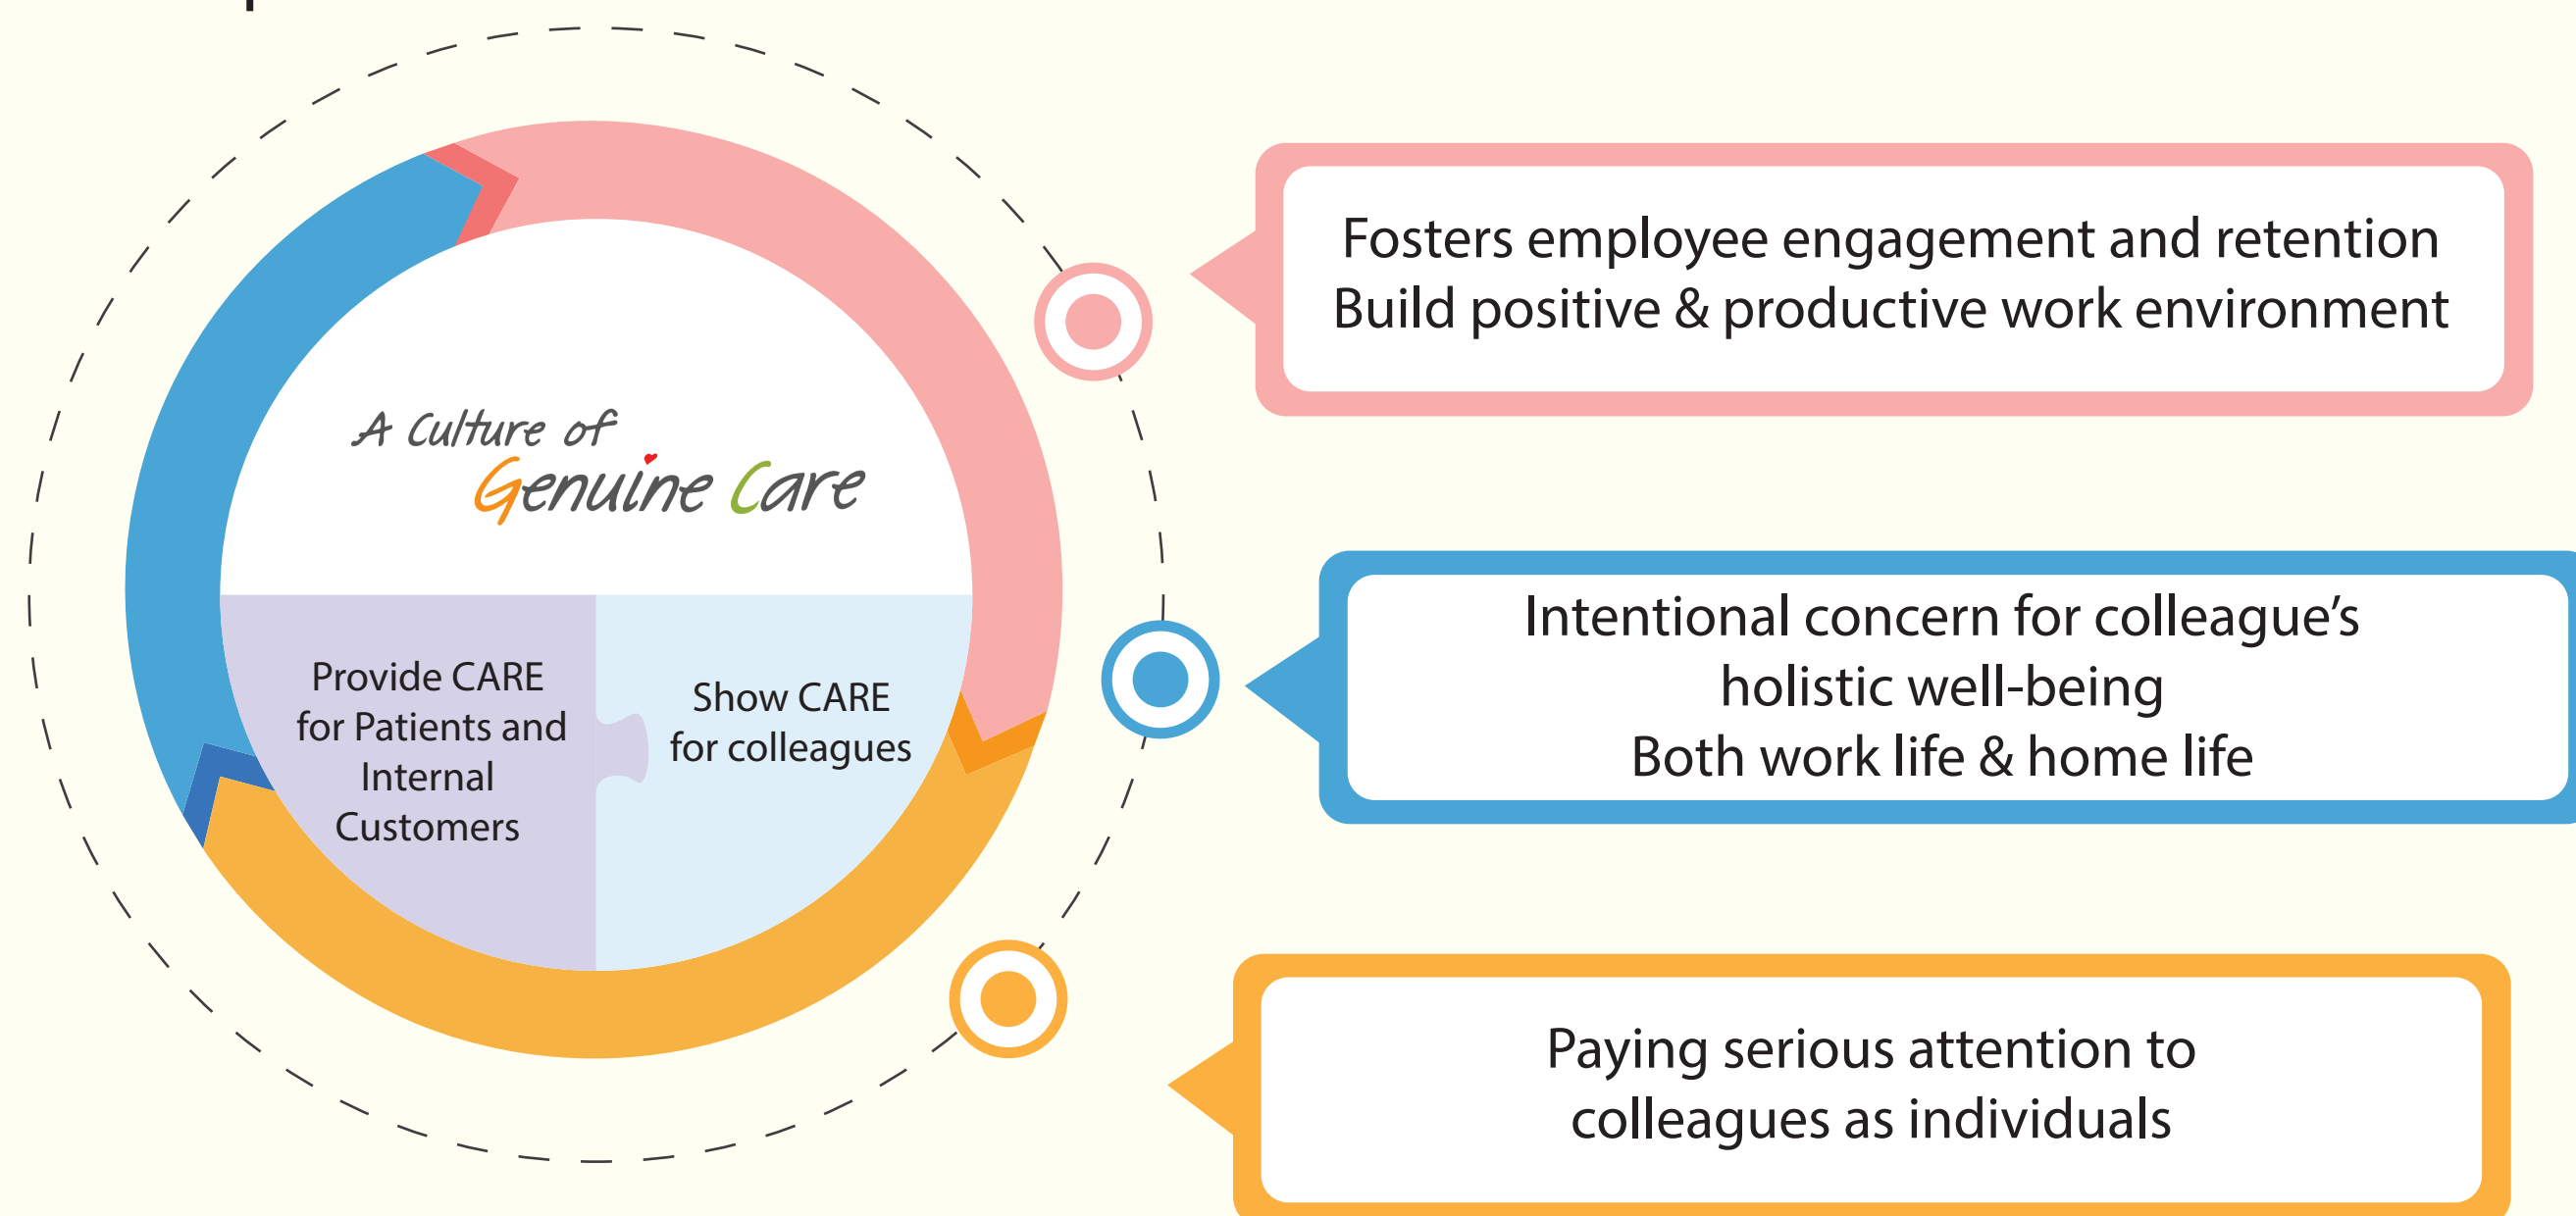 A Culture of
Genuine Care
Provide CARE
for Patients and
Internal
Customers
Show CARE
for colleagues
Fosters employee engagement and retention
Build positive & productive work environment
Intentional concern for colleague’s
holistic well-being
Both work life & home life
Paying serious attention to
colleagues as individuals